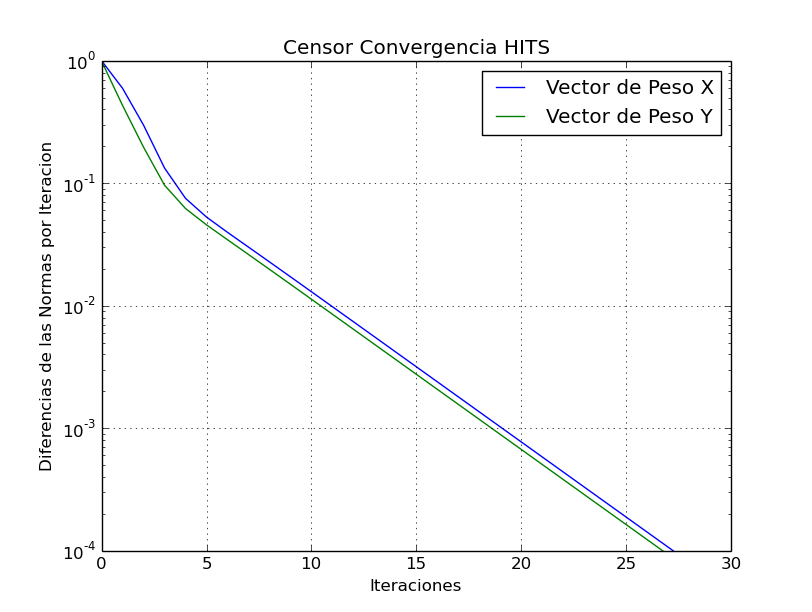 Censor Convergencia HITS
Vector de Peso X
Vector de Peso Y
Diferencias de las Normas por Iteracion
10^0
10^-1
10^-2
10^-3
10^-4
0 5 10 15 20 25 30
Iteraciones